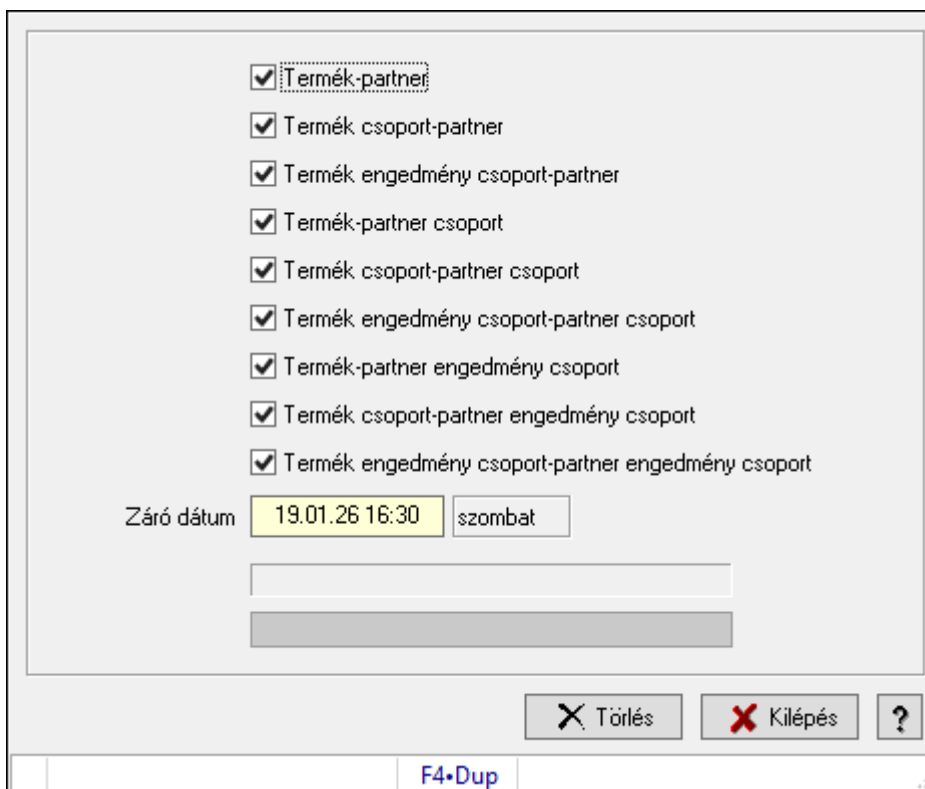 Termék-partner
Termék csoport-partner
Termék engedmény csoport-partner
Termék-partner csoport
Termék csoport-partner csoport
Termék engedmény csoport-partner csoport
Termék-partner engedmény csoport
Termék csoport-partner engedmény csoport
Termék engedmény csoport-partner engedmény csoport
Záró dátum 19.01.26 16:30 szombat
Törlés Kilépés ?
F4•Dup